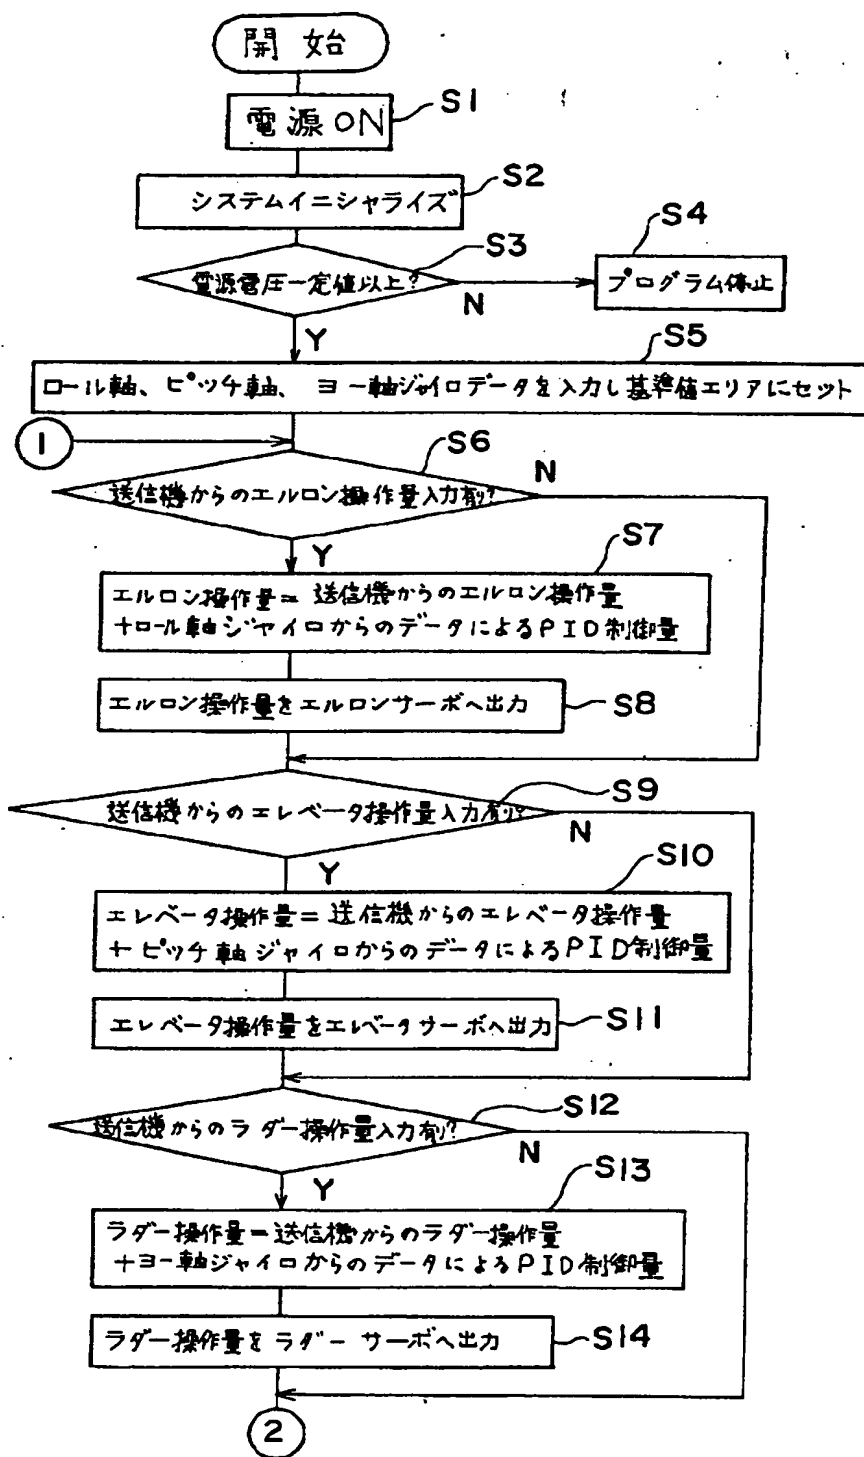 開始
電源ON
S1
システムイニシャライズ
S2
電源電圧一定値以上?
S3
N
プログラム停止
S4
Y
S5
ロール軸、ピッチ軸、ヨー軸ジャイロデータを入力し基準値エリアにセット
1
S6
送信機からのエルロン操作量入力有?
N
Y
S7
エルロン操作量=送信機からのエルロン操作量
+ロール軸ジャイロからのデータによるPID制御量
エルロン操作量をエルロンサーボへ出力
S8
送信機からのエレベータ操作量入力有り?
S9
N
Y
S10
エレベータ操作量=送信機からのエレベータ操作量
+ピッチ軸ジャイロからのデータによるPID制御量
エレベータ操作量をエレベータサーボへ出力
S11
送信機からのラダー操作量入力有?
S12
N
Y
S13
ラダー操作量=送信機からのラダー操作量
+ヨー軸ジャイロからのデータによるPID制御量
ラダー操作量をラダーサーボへ出力
S14
2